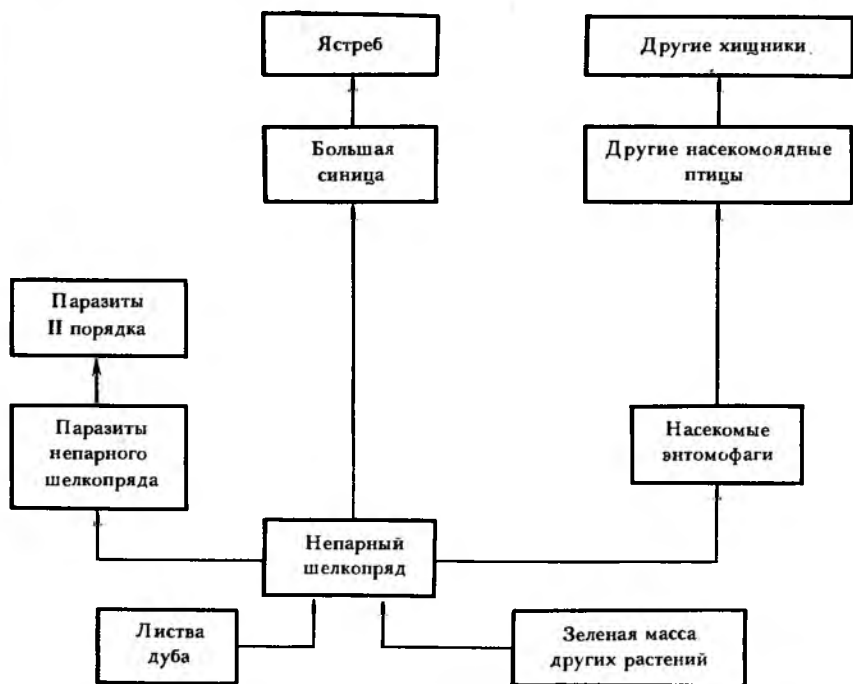 Ястреб
Другие хищники
Большая
синица
Другие насекомоядные
птицы
Паразиты
II порядка
Паразиты
непарного
шелкопряда
Насекомые
энтомофаги
Непарный
шелкопряд
Листва
дуба
Зеленая масса
других растений